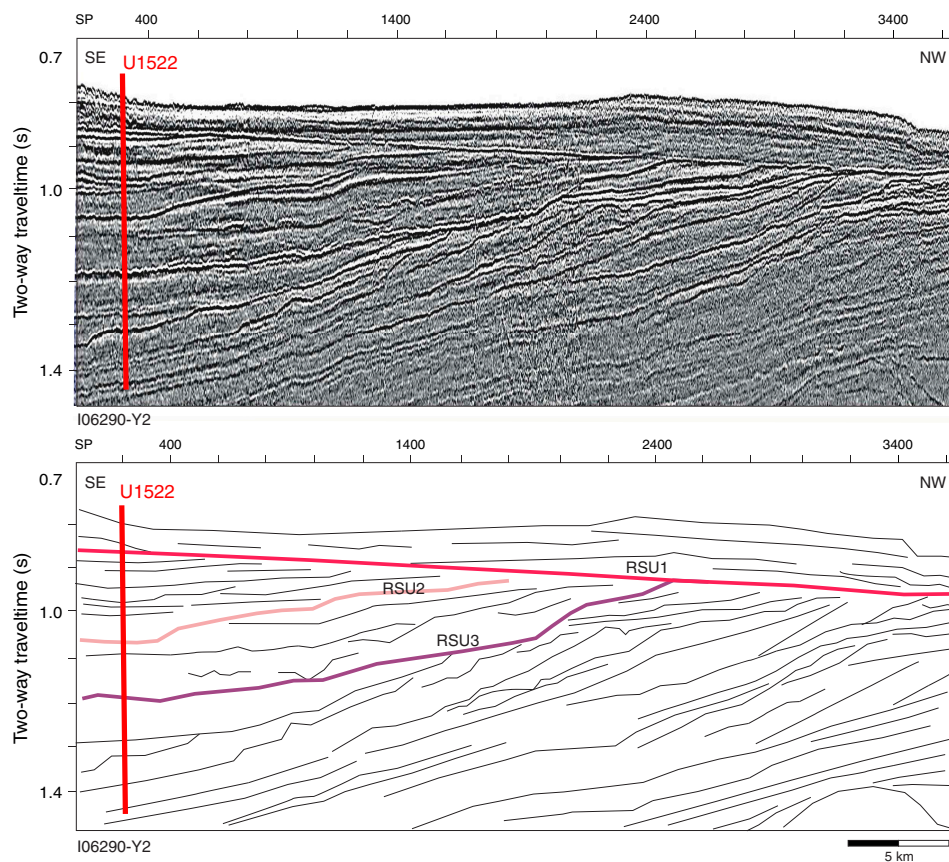 SP 400 1400 2400 3400
0.7
SE U1522 NW
1.0
Two-way traveltime (s)
1.4
I06290-Y2
SP 400 1400 2400 3400
0.7
SE U1522 NW
RSU1
RSU2
1.0
RSU3
Two-way traveltime (s)
1.4
I06290-Y2
5 km